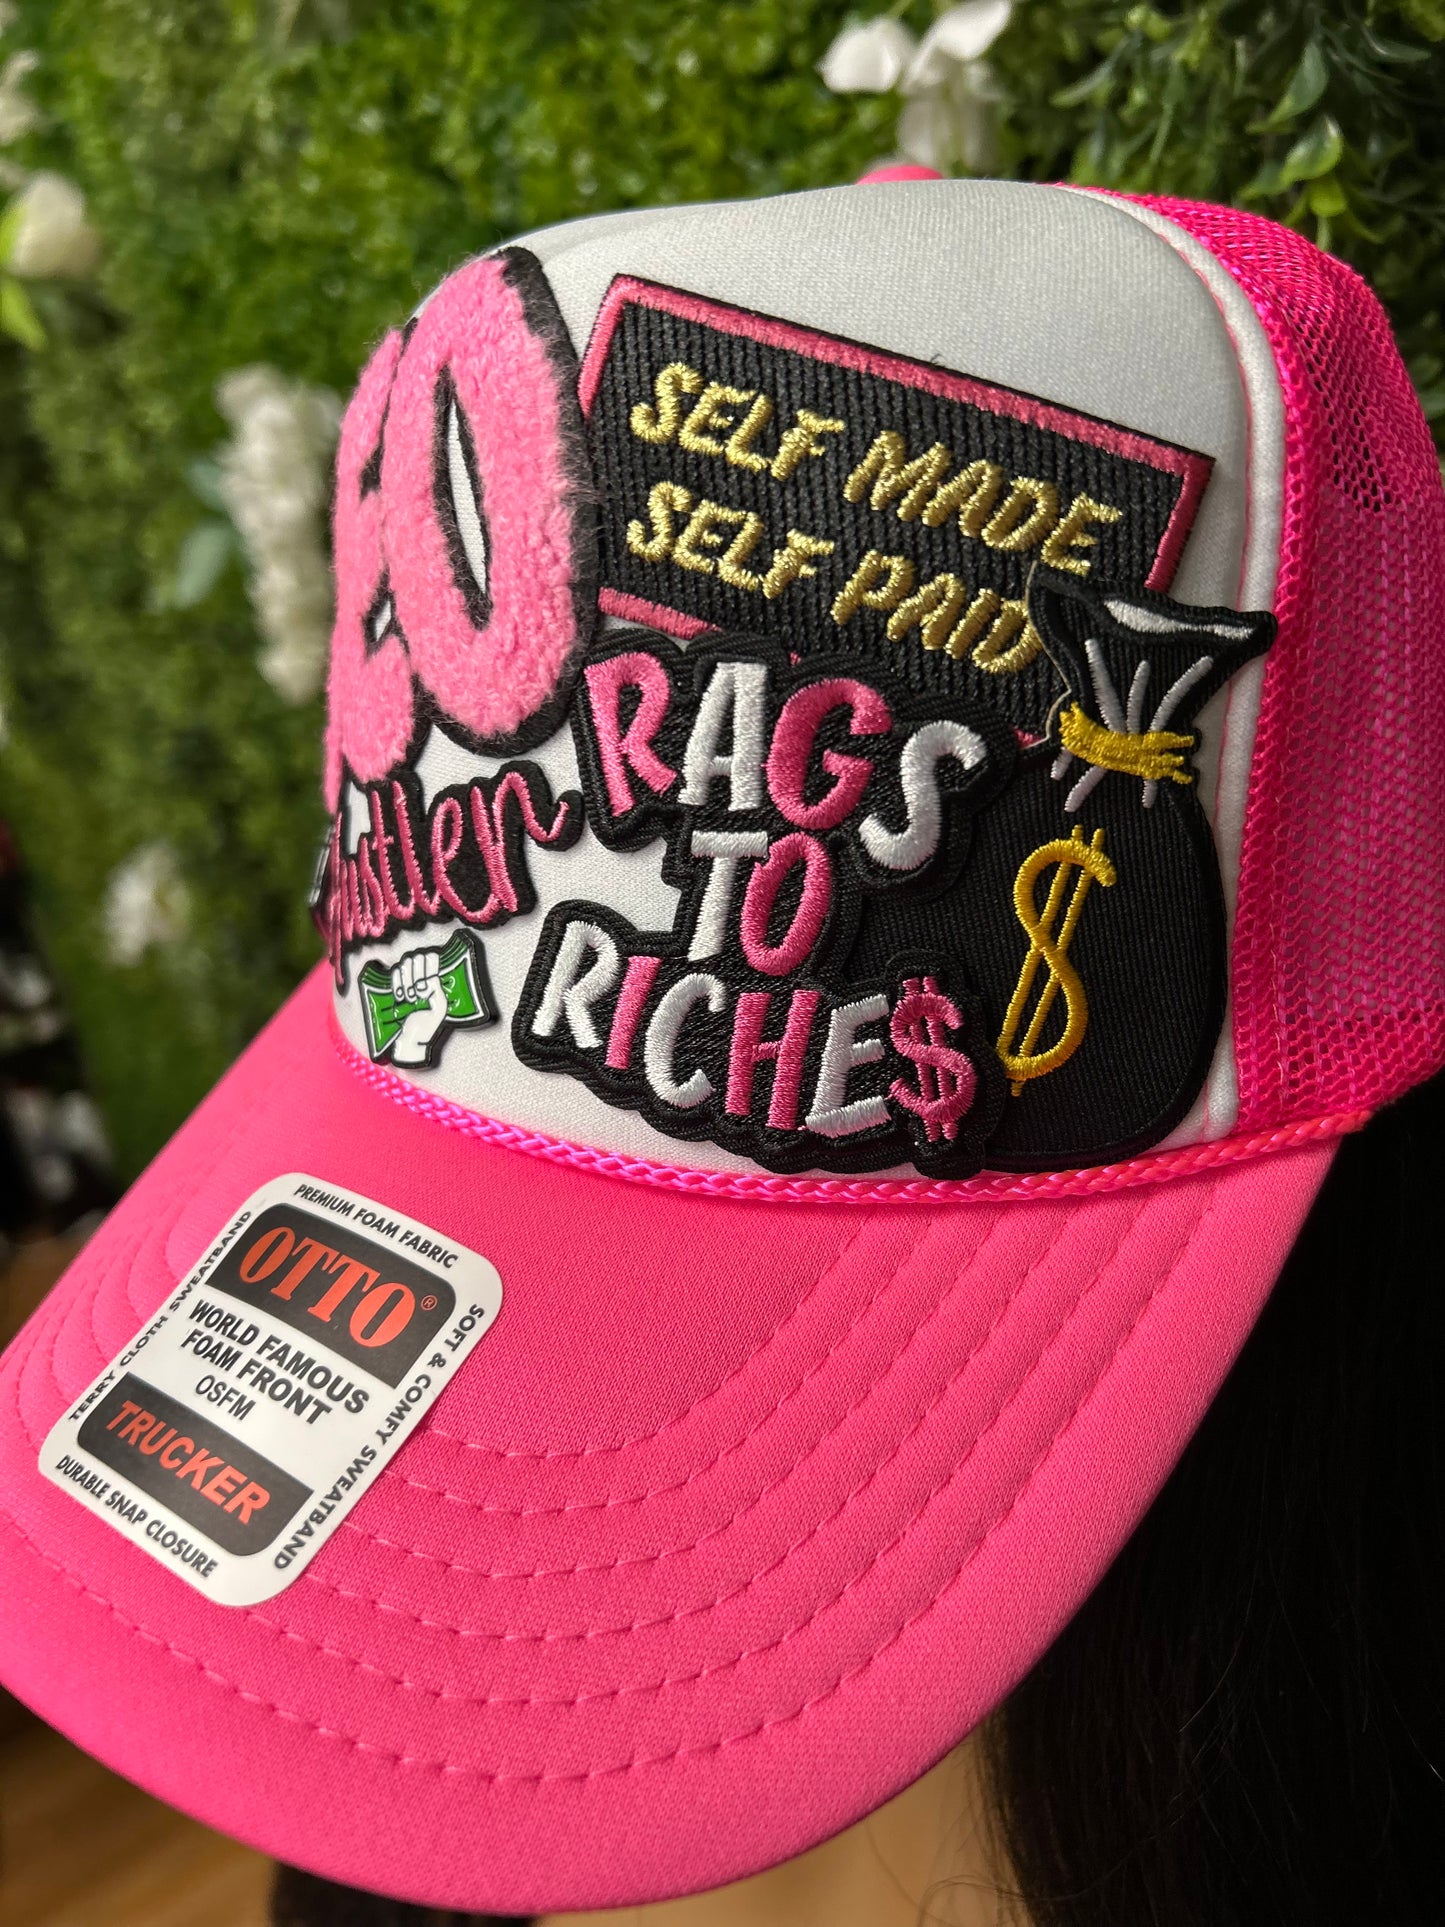 SELF MADE
SELF PAID
RAGS
TO
RICHE$
Hustler
$
PREMIUM FOAM FABRIC
OTTO®
WORLD FAMOUS
FOAM FRONT
OSFM
TRUCKER
TERRY CLOTH SWEATBAND
SOFT & COMFY SWEATBAND
DURABLE SNAP CLOSURE